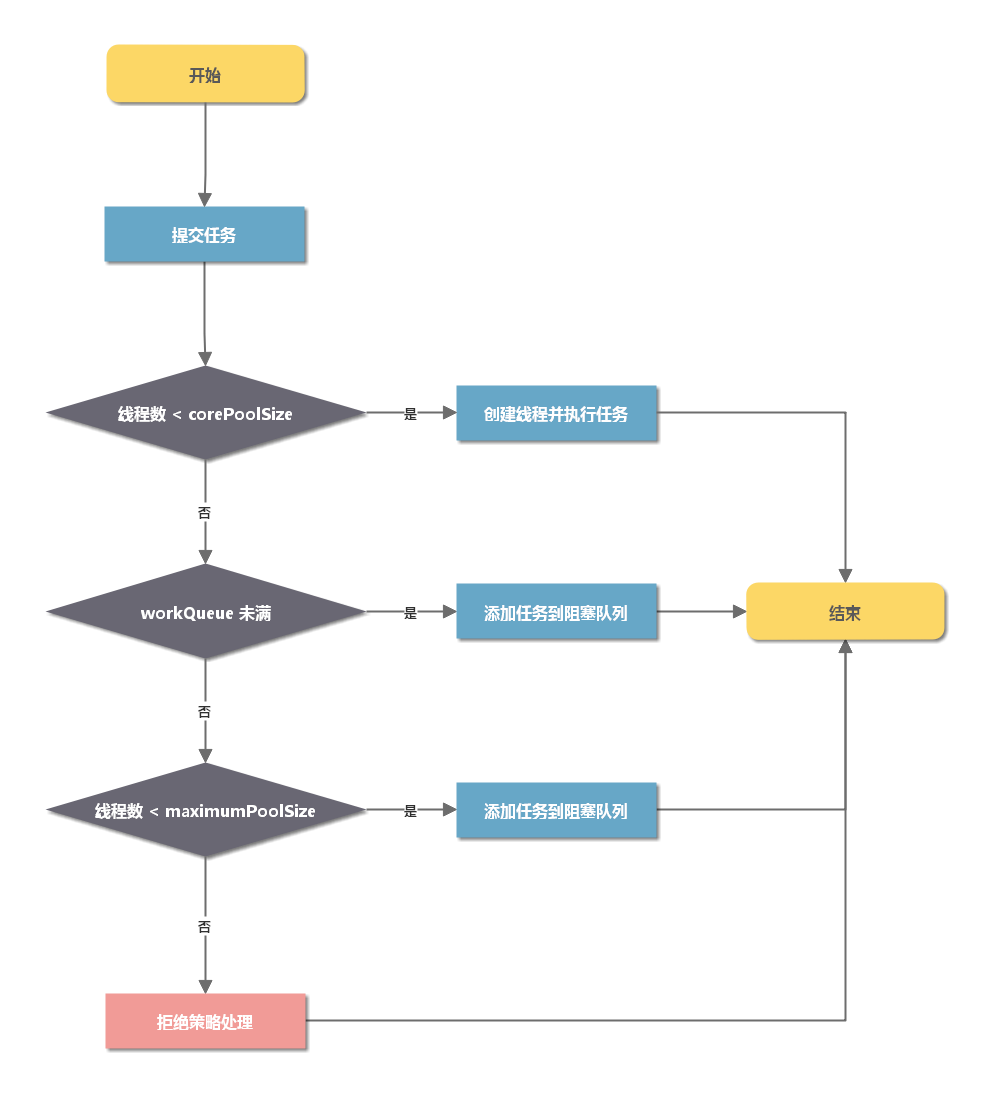 开始
提交任务
线程数 < corePoolSize
是
创建线程并执行任务
否
workQueue 未满
是
添加任务到阻塞队列
结束
否
线程数 < maximumPoolSize
是
添加任务到阻塞队列
否
拒绝策略处理